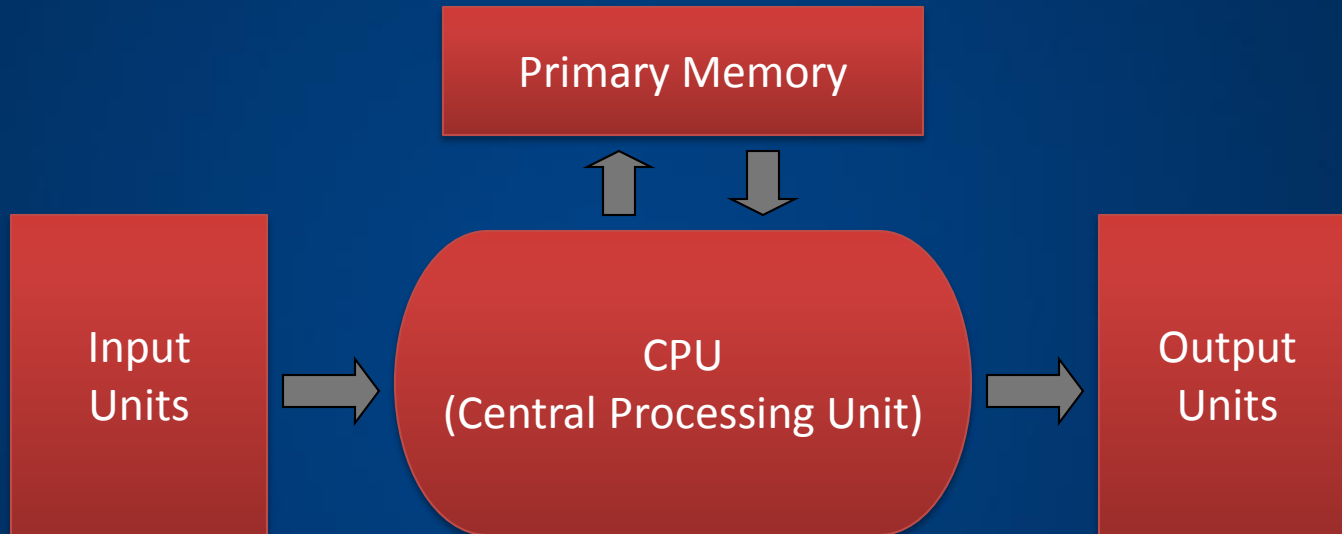 Primary Memory
Input
Units
CPU
(Central Processing Unit)
Output
Units